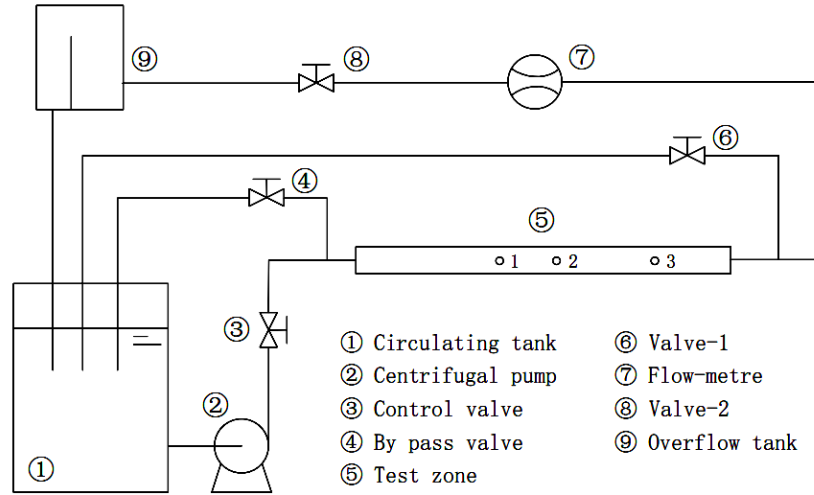 ⑨
⑧
⑦
⑥
④
⑤
1
2
3
③
②
①
① Circulating tank
② Centrifugal pump
③ Control valve
④ By pass valve
⑤ Test zone
⑥ Valve-1
⑦ Flow-metre
⑧ Valve-2
⑨ Overflow tank